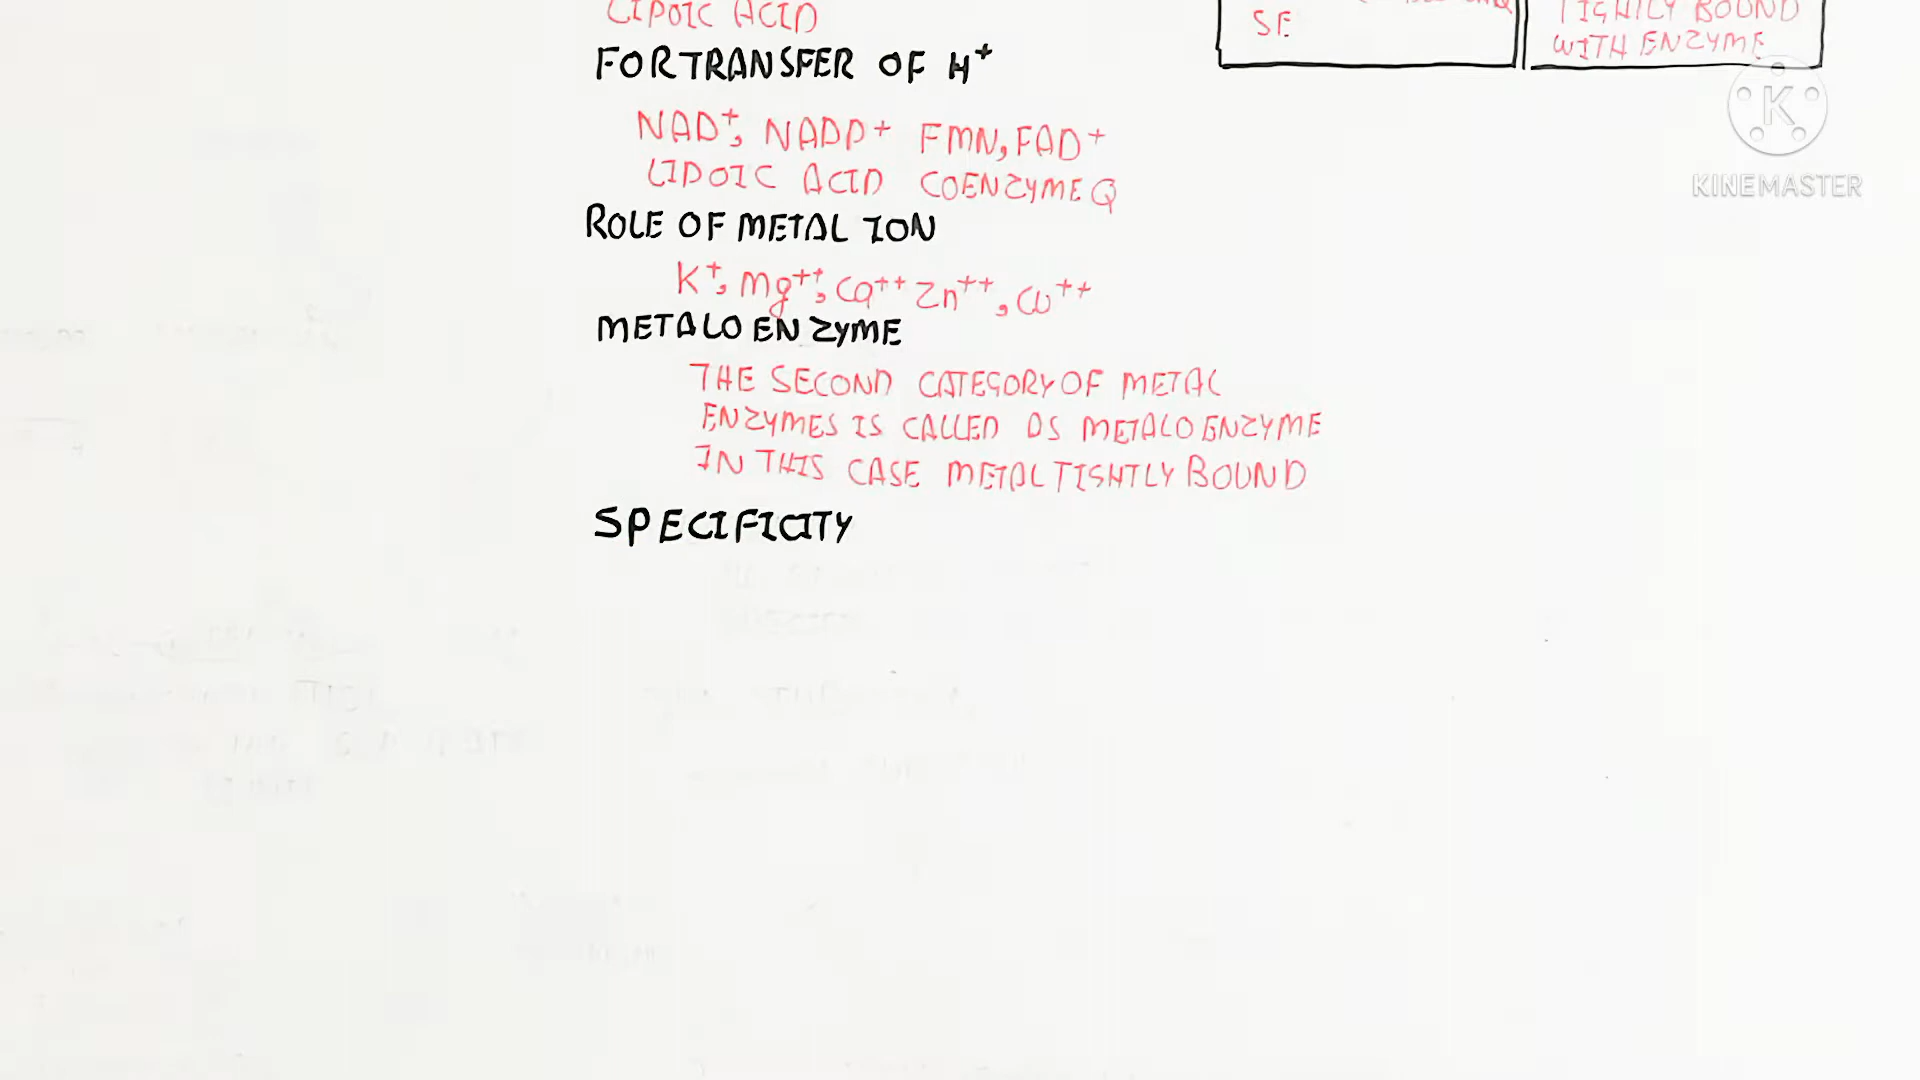 LIPOIC ACID
SE
TIGHTLY BOUND
WITH ENZYME
FOR TRANSFER OF H+
NAD+, NADP+ FMN, FAD+
LIPOIC ACID COENZYME Q
ROLE OF METAL ION
K+, Mg++, Ca++ Zn++, Cu++
METALOENZYME
THE SECOND CATEGORY OF METAL
ENZYMES IS CALLED AS METALOENZYME
IN THIS CASE METAL TIGHTLY BOUND
SPECIFICITY
KINEMASTER